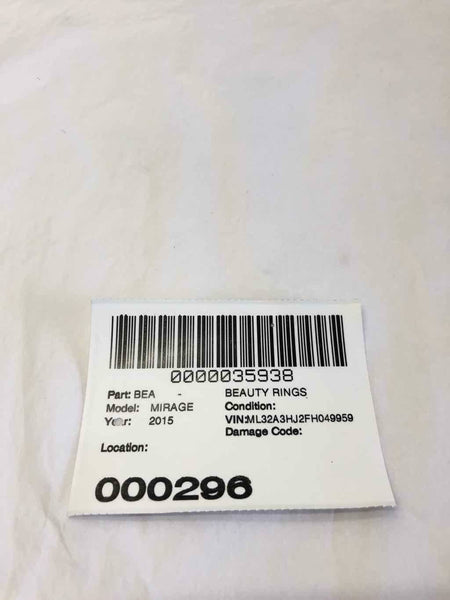 0000035938
Part: BEA - BEAUTY RINGS
Model: MIRAGE Condition:
Year: 2015 VIN:ML32A3HJ2FH049959
Damage Code:
Location:
000296